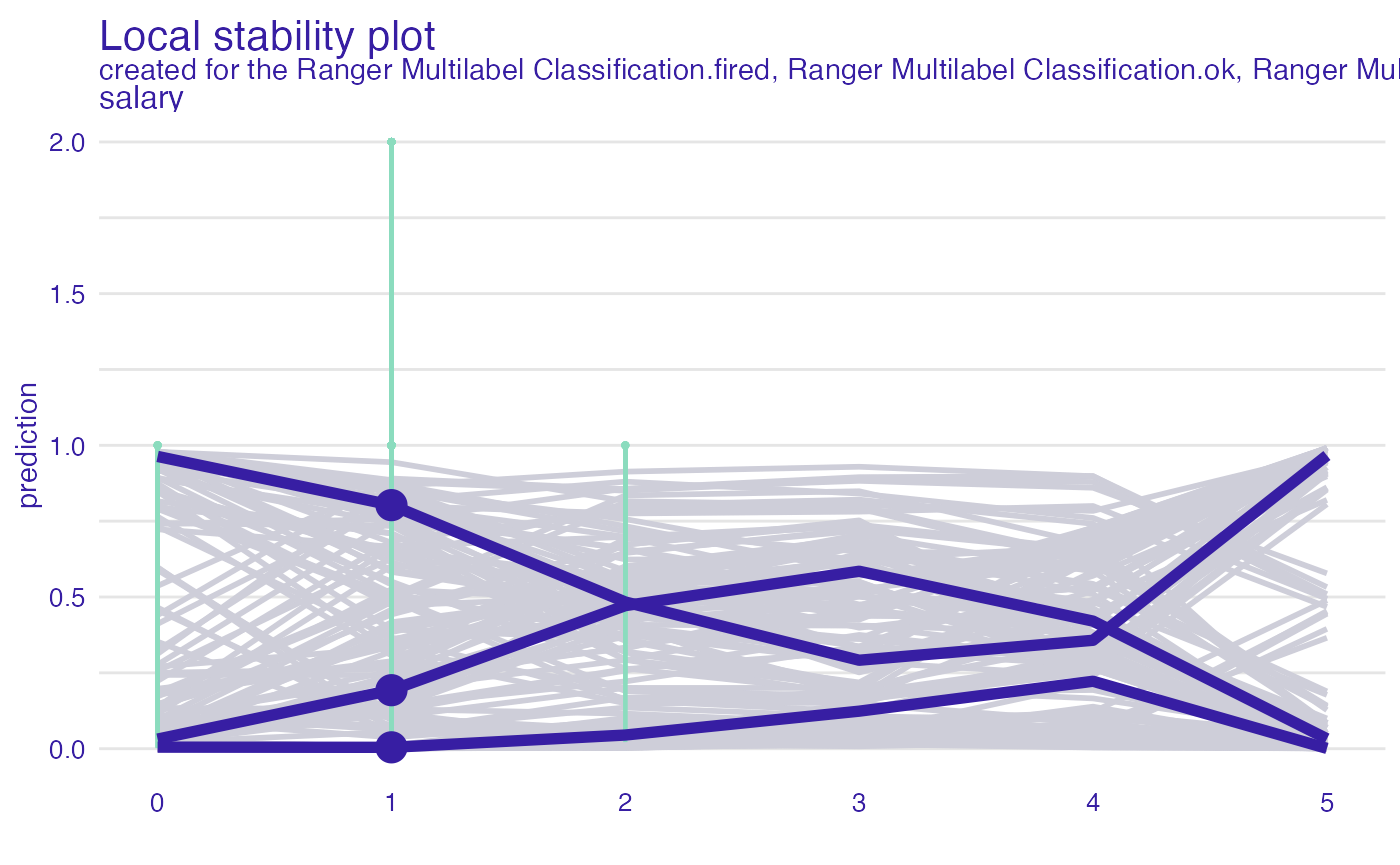 Local stability plot
created for the Ranger Multilabel Classification.fired, Ranger Multilabel Classification.ok, Ranger Mul
salary
2.0
1.5
1.0
0.5
0.0
prediction
0 1 2 3 4 5